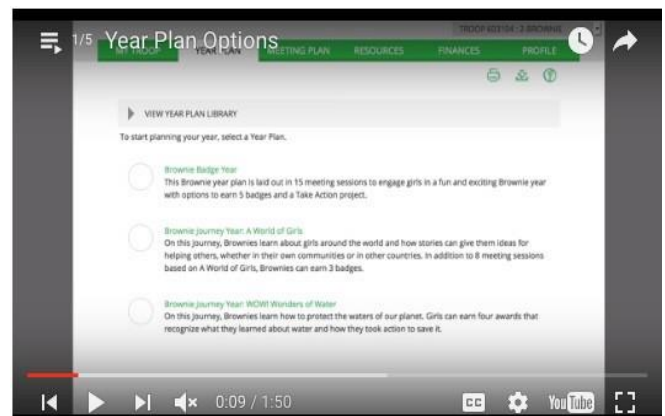 TROOP 603104 : 2 BROWNIE
1/5 Year Plan Options
MY TROOP YEAR PLAN MEETING PLAN RESOURCES FINANCES PROFILE
VIEW YEAR PLAN LIBRARY
To start planning your year, select a Year Plan.
Brownie Badge Year
This Brownie year plan is laid out in 15 meeting sessions to engage girls in a fun and exciting Brownie year
with options to earn 5 badges and a Take Action project.
Brownie Journey Year: A World of Girls
On this Journey, Brownies learn about girls around the world and how stories can give them ideas for
helping others, whether in their own communities or in other countries. In addition to 8 meeting sessions
based on A World of Girls, Brownies can earn 3 badges.
Brownie Journey Year: WOW! Wonders of Water
On this Journey, Brownies learn how to protect the waters of our planet. Girls can earn four awards that
recognize what they learned about water and how they took action to save it.
0:09 / 1:50 CC YouTube